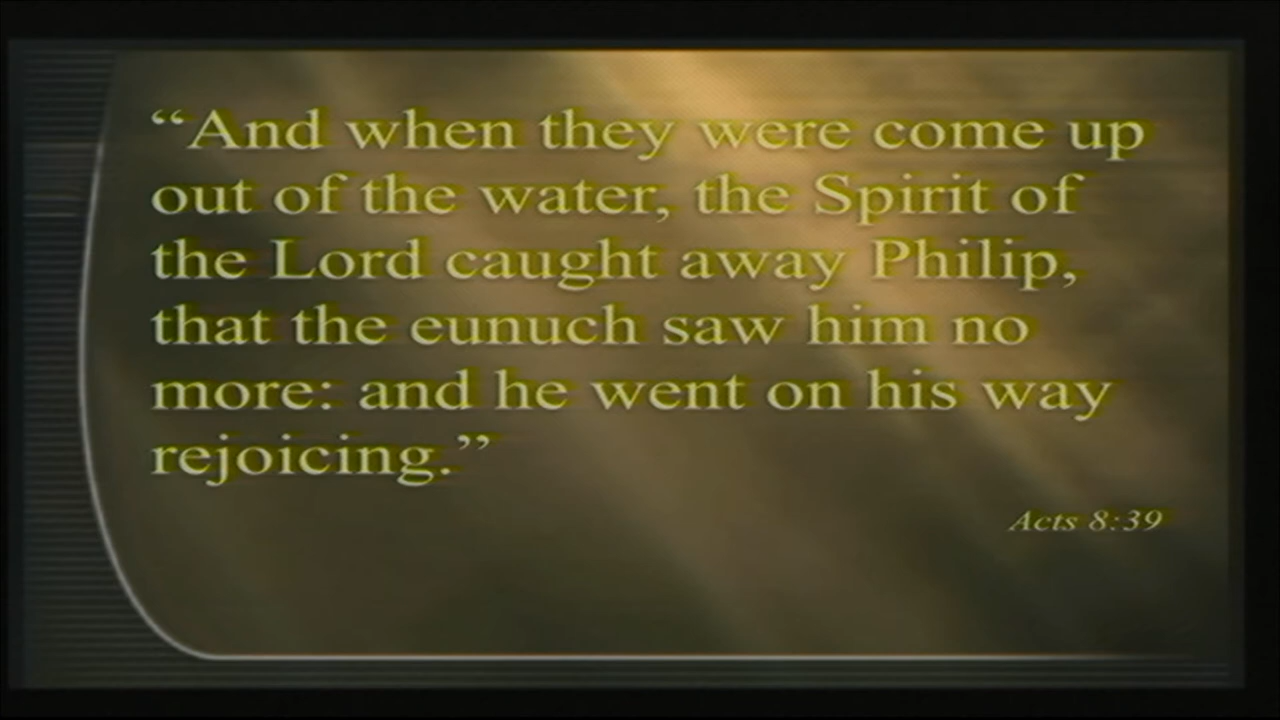 “And when they were come up
out of the water, the Spirit of
the Lord caught away Philip,
that the eunuch saw him no
more: and he went on his way
rejoicing.”
Acts 8:39